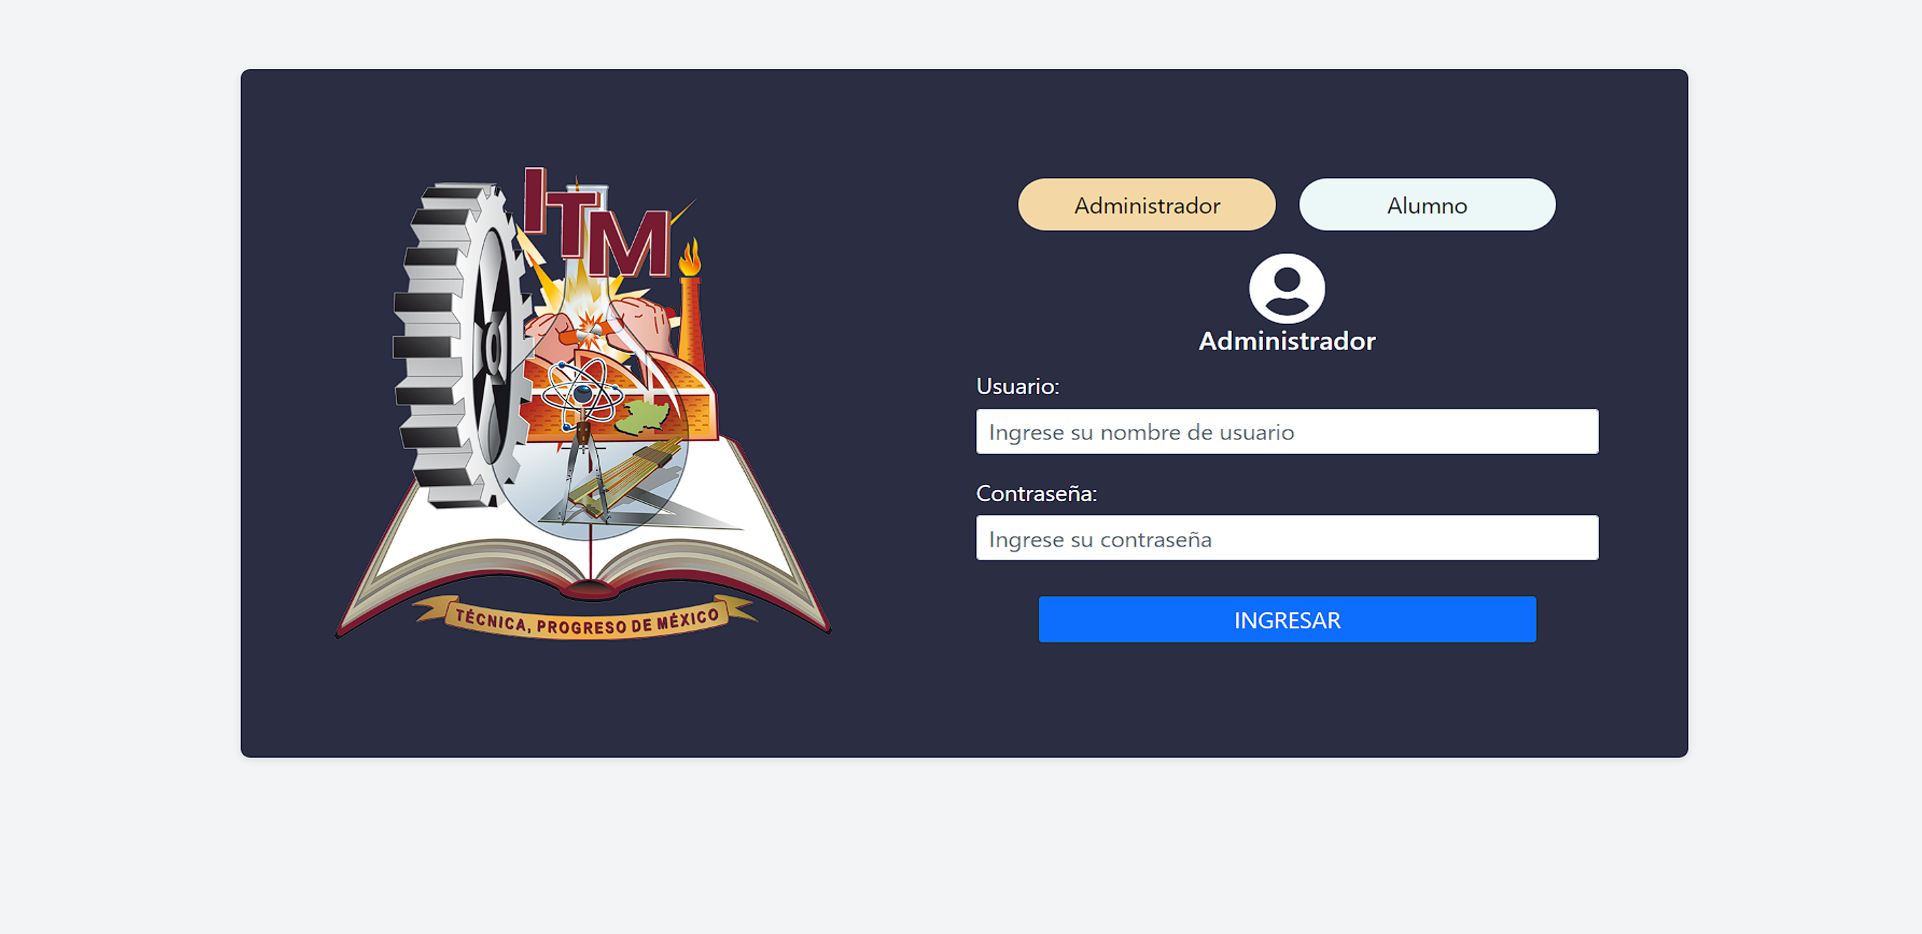 ITM
TÉCNICA, PROGRESO DE MÉXICO
Administrador
Alumno
Administrador
Usuario:
Ingrese su nombre de usuario
Contraseña:
Ingrese su contraseña
INGRESAR